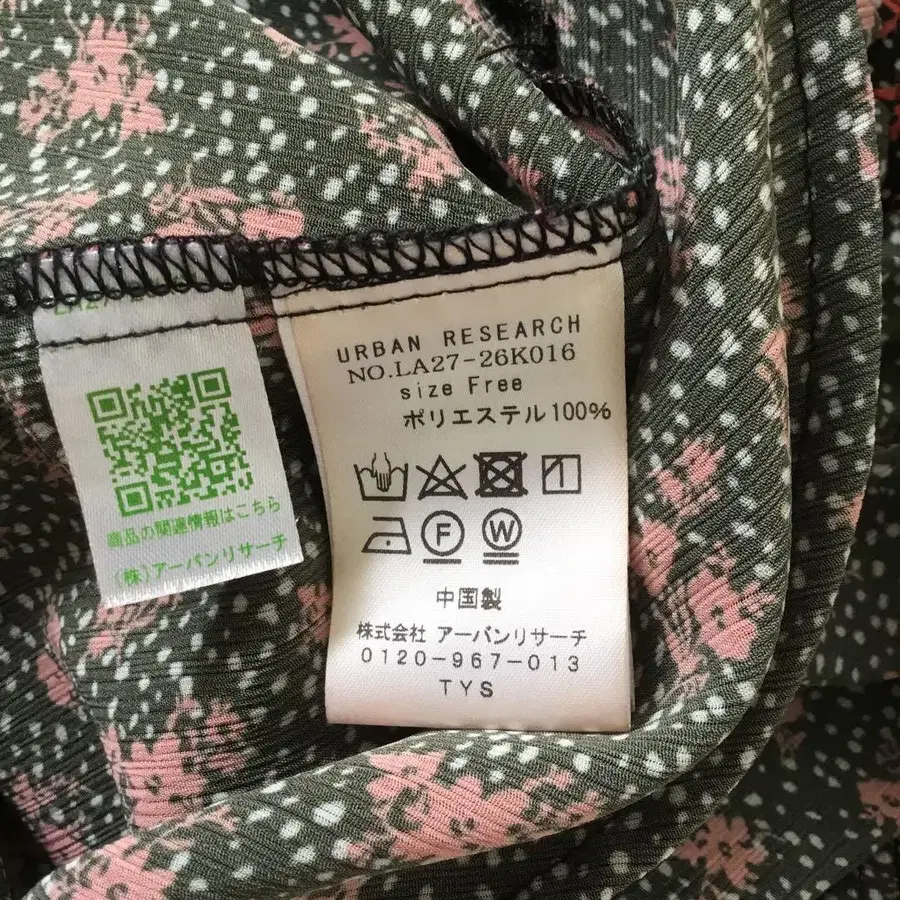 商品の関連情報はこちら
(株)アーバンリサーチ
URBAN RESEARCH
NO.LA27-26K016
size Free
ポリエステル100%
F W
中国製
株式会社 アーバンリサーチ
0120-967-013
TYS